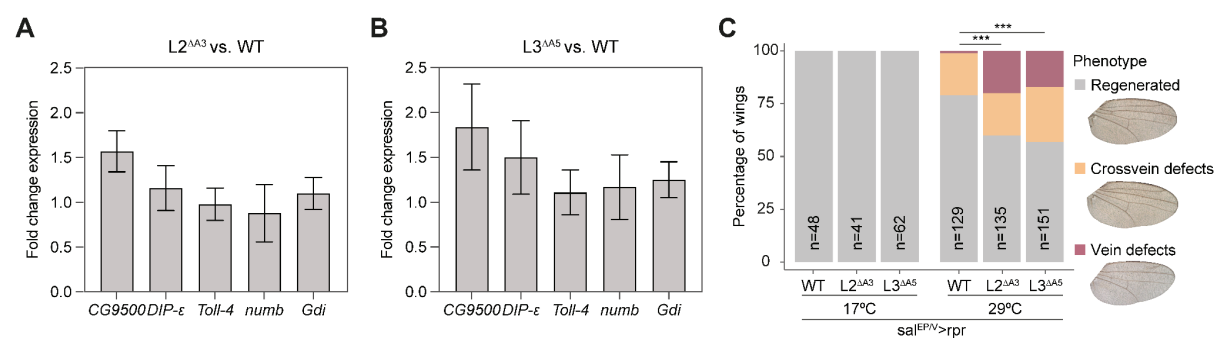 A
L2ΔA3 vs. WT
Fold change expression
2.5
2.0
1.5
1.0
0.5
0.0
CG9500 DIP-ε Toll-4 numb Gdi
B
L3ΔA5 vs. WT
Fold change expression
2.5
2.0
1.5
1.0
0.5
0.0
CG9500 DIP-ε Toll-4 numb Gdi
C
***
***
Percentage of wings
100
75
50
25
0
n=48 n=41 n=62 n=129 n=135 n=151
WT L2ΔA3 L3ΔA5 WT L2ΔA3 L3ΔA5
17ºC 29ºC
salEP/V>rpr
Phenotype
Regenerated
Crossvein defects
Vein defects